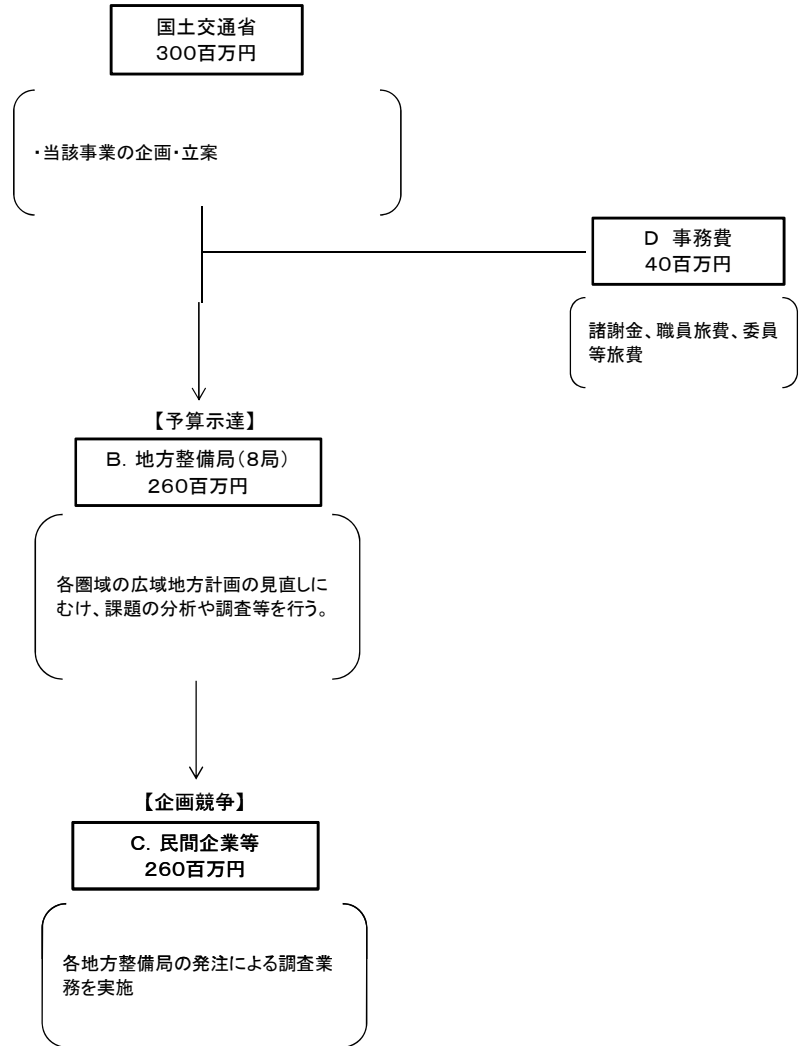 国土交通省
300百万円
・当該事業の企画・立案
D 事務費
40百万円
諸謝金、職員旅費、委員
等旅費
【予算示達】
B. 地方整備局(8局)
260百万円
各圏域の広域地方計画の見直しに
むけ、課題の分析や調査等を行う。
【企画競争】
C. 民間企業等
260百万円
各地方整備局の発注による調査業
務を実施